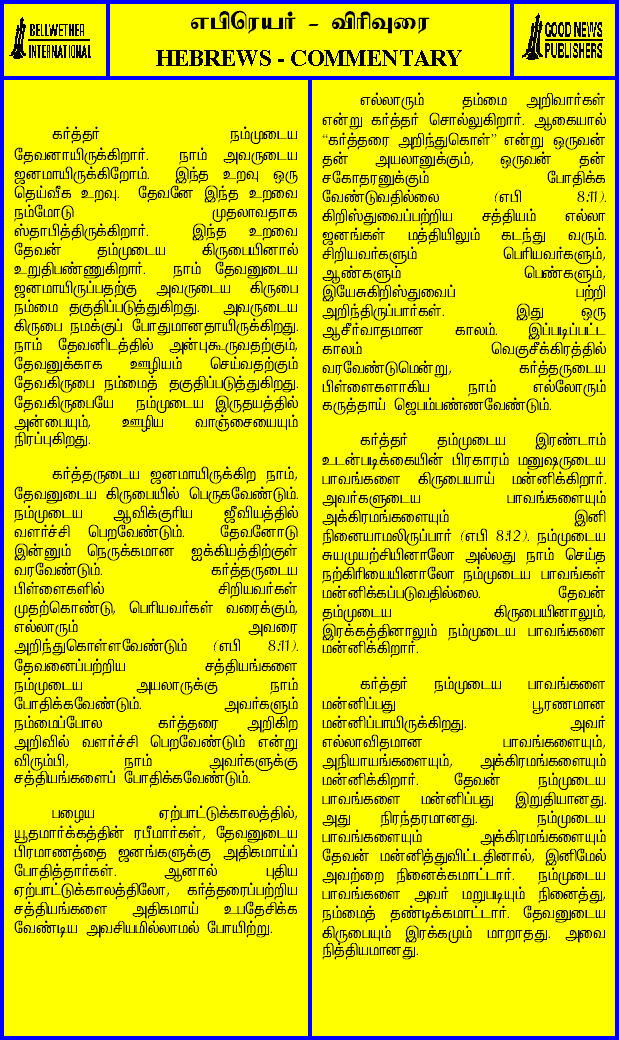 BELLWETHER
INTERNATIONAL
எபிரெயர் - விரிவுரை
HEBREWS - COMMENTARY
GOOD NEWS
PUBLISHERS
கர்த்தர் நம்முடைய
தேவனாயிருக்கிறார். நாம் அவருடைய
ஜனமாயிருக்கிறோம். இந்த உறவு ஒரு
தெய்வீக உறவு. தேவனே இந்த உறவை
நம்மோடு முதலாவதாக
ஸ்தாபித்திருக்கிறார். இந்த உறவை
தேவன் தம்முடைய கிருபையினால்
உறுதிபண்ணுகிறார். நாம் தேவனுடைய
ஜனமாயிருப்பதற்கு அவருடைய கிருபை
நம்மை தகுதிப்படுத்துகிறது. அவருடைய
கிருபை நமக்குப் போதுமானதாயிருக்கிறது.
நாம் தேவனிடத்தில் அன்புகூருவதற்கும்,
தேவனுக்காக ஊழியம் செய்வதற்கும்
தேவகிருபை நம்மைத் தகுதிப்படுத்துகிறது.
தேவகிருபையே நம்முடைய இருதயத்தில்
அன்பையும், ஊழிய வாஞ்சையையும்
நிரப்புகிறது.
கர்த்தருடைய ஜனமாயிருக்கிற நாம்,
தேவனுடைய கிருபையில் பெருகவேண்டும்.
நம்முடைய ஆவிக்குரிய ஜீவியத்தில்
வளர்ச்சி பெறவேண்டும். தேவனோடு
இன்னும் நெருக்கமான ஐக்கியத்திற்குள்
வரவேண்டும். கர்த்தருடைய
பிள்ளைகளில் சிறியவர்கள்
முதற்கொண்டு, பெரியவர்கள் வரைக்கும்,
எல்லாரும் அவரை
அறிந்துகொள்ளவேண்டும் (எபி 8:11).
தேவனைப்பற்றிய சத்தியங்களை
நம்முடைய அயலாருக்கு நாம்
போதிக்கவேண்டும். அவர்களும்
நம்மைப்போல கர்த்தரை அறிகிற
அறிவில் வளர்ச்சி பெறவேண்டும் என்று
விரும்பி, நாம் அவர்களுக்கு
சத்தியங்களைப் போதிக்கவேண்டும்.
பழைய ஏற்பாட்டுக்காலத்தில்,
யூதமார்க்கத்தின் ரபீமார்கள், தேவனுடைய
பிரமாணத்தை ஜனங்களுக்கு அதிகமாய்ப்
போதித்தார்கள். ஆனால் புதிய
ஏற்பாட்டுக்காலத்திலோ, கர்த்தரைப்பற்றிய
சத்தியங்களை அதிகமாய் உபதேசிக்க
வேண்டிய அவசியமில்லாமல் போயிற்று.
எல்லாரும் தம்மை அறிவார்கள்
என்று கர்த்தர் சொல்லுகிறார். ஆகையால்
“கர்த்தரை அறிந்துகொள்” என்று ஒருவன்
தன் அயலானுக்கும், ஒருவன் தன்
சகோதரனுக்கும் போதிக்க
வேண்டுவதில்லை (எபி 8:11).
கிறிஸ்துவைப்பற்றிய சத்தியம் எல்லா
ஜனங்கள் மத்தியிலும் கடந்து வரும்.
சிறியவர்களும் பெரியவர்களும்,
ஆண்களும் பெண்களும்,
இயேசுகிறிஸ்துவைப் பற்றி
அறிந்திருப்பார்கள். இது ஒரு
ஆசீர்வாதமான காலம். இப்படிப்பட்ட
காலம் வெகுசீக்கிரத்தில்
வரவேண்டுமென்று, கர்த்தருடைய
பிள்ளைகளாகிய நாம் எல்லோரும்
கருத்தாய் ஜெபம்பண்ணவேண்டும்.
கர்த்தர் தம்முடைய இரண்டாம்
உடன்படிக்கையின் பிரகாரம் மனுஷருடைய
பாவங்களை கிருபையாய் மன்னிக்கிறார்.
அவர்களுடைய பாவங்களையும்
அக்கிரமங்களையும் இனி
நினையாமலிருப்பார் (எபி 8:12). நம்முடைய
சுயமுயற்சியினாலோ அல்லது நாம் செய்த
நற்கிரியையினாலோ நம்முடைய பாவங்கள்
மன்னிக்கப்படுவதில்லை. தேவன்
தம்முடைய கிருபையினாலும்,
இரக்கத்தினாலும் நம்முடைய பாவங்களை
மன்னிக்கிறார்.
கர்த்தர் நம்முடைய பாவங்களை
மன்னிப்பது பூரணமான
மன்னிப்பாயிருக்கிறது. அவர்
எல்லாவிதமான பாவங்களையும்,
அநியாயங்களையும், அக்கிரமங்களையும்
மன்னிக்கிறார். தேவன் நம்முடைய
பாவங்களை மன்னிப்பது இறுதியானது.
அது நிரந்தரமானது. நம்முடைய
பாவங்களையும் அக்கிரமங்களையும்
தேவன் மன்னித்துவிட்டதினால், இனிமேல்
அவற்றை நினைக்கமாட்டார். நம்முடைய
பாவங்களை அவர் மறுபடியும் நினைத்து,
நம்மைத் தண்டிக்கமாட்டார். தேவனுடைய
கிருபையும் இரக்கமும் மாறாதது. அவை
நித்தியமானது.